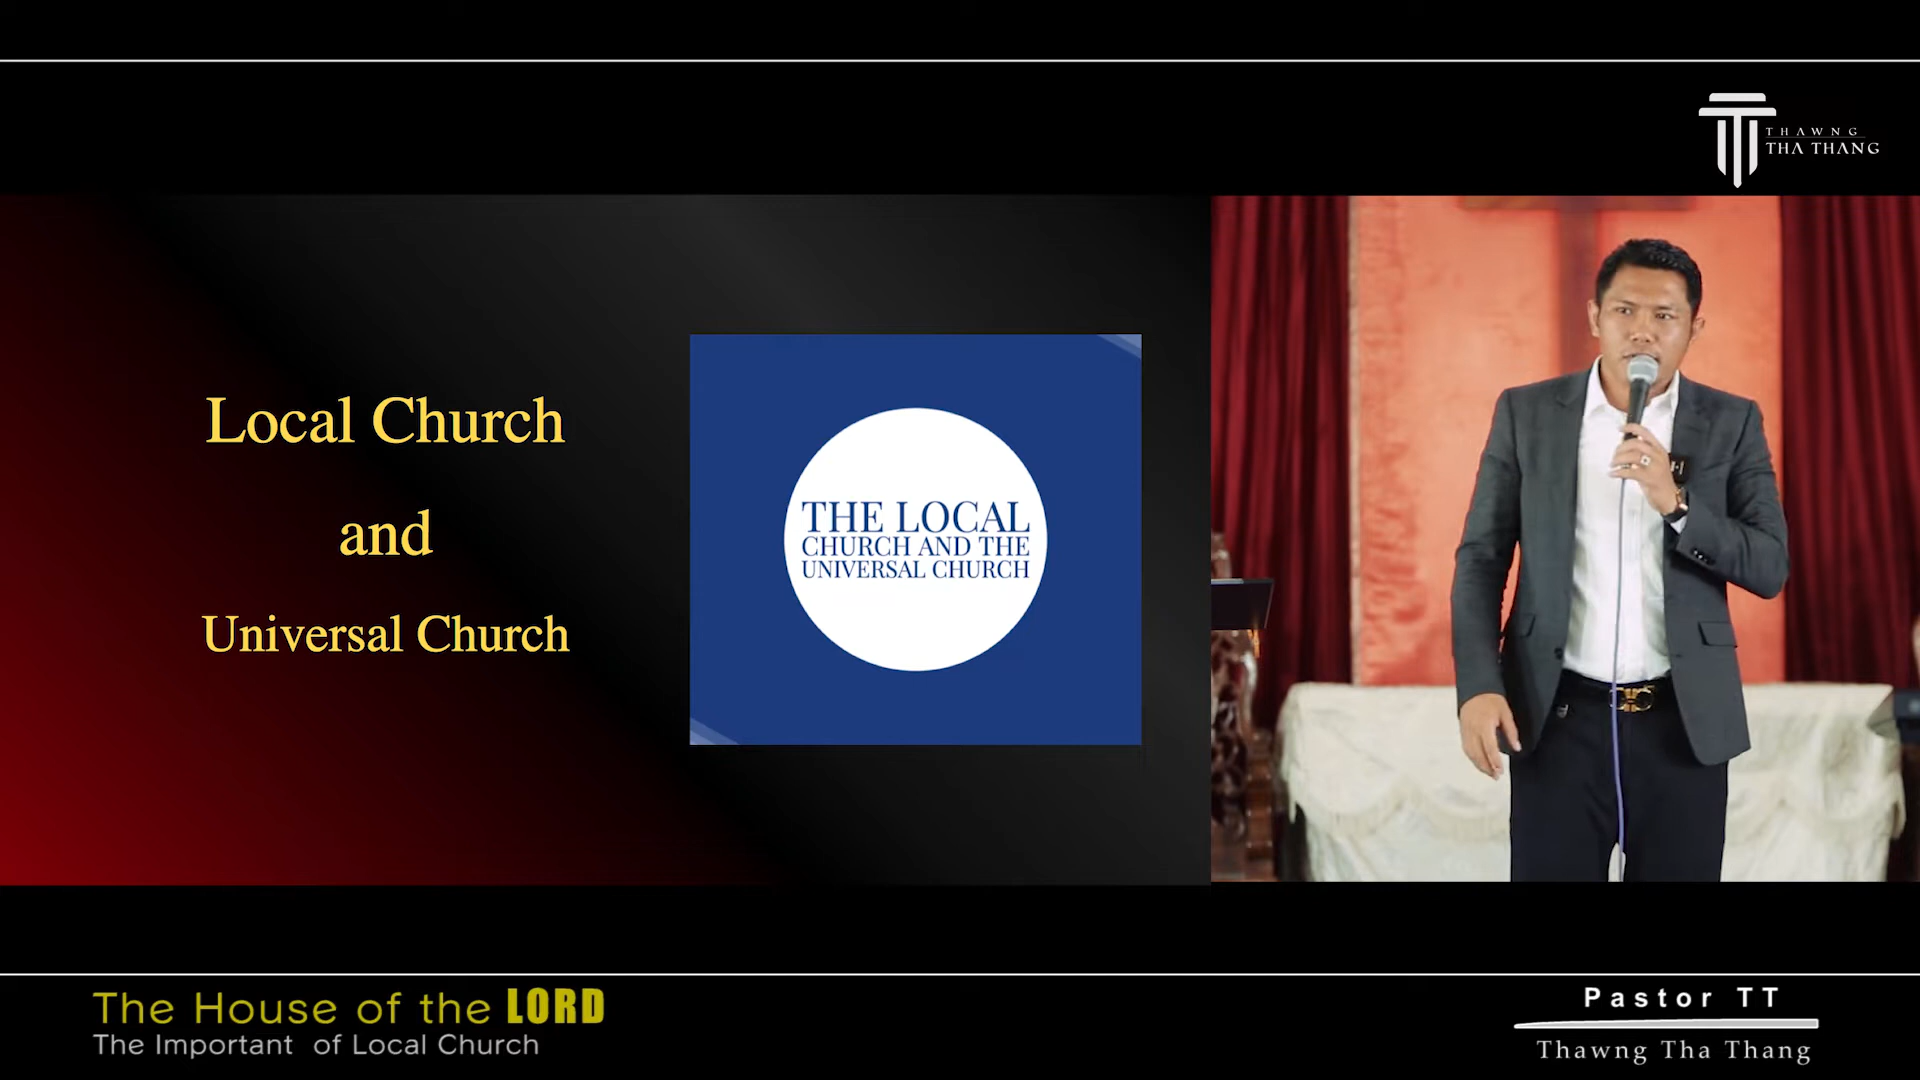 THAWNG
THA THANG
Local Church
and
Universal Church
THE LOCAL
CHURCH AND THE
UNIVERSAL CHURCH
The House of the LORD
The Important of Local Church
Pastor TT
Thawng Tha Thang